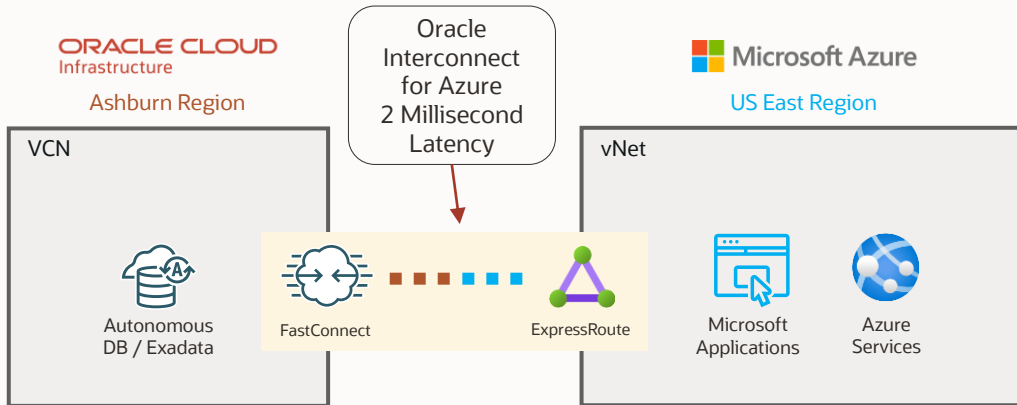 ORACLE CLOUD
Infrastructure
Ashburn Region
Oracle
Interconnect
for Azure
2 Millisecond
Latency
Microsoft Azure
US East Region
VCN
vNet
A
Autonomous
DB / Exadata
FastConnect
ExpressRoute
Microsoft
Applications
Azure
Services